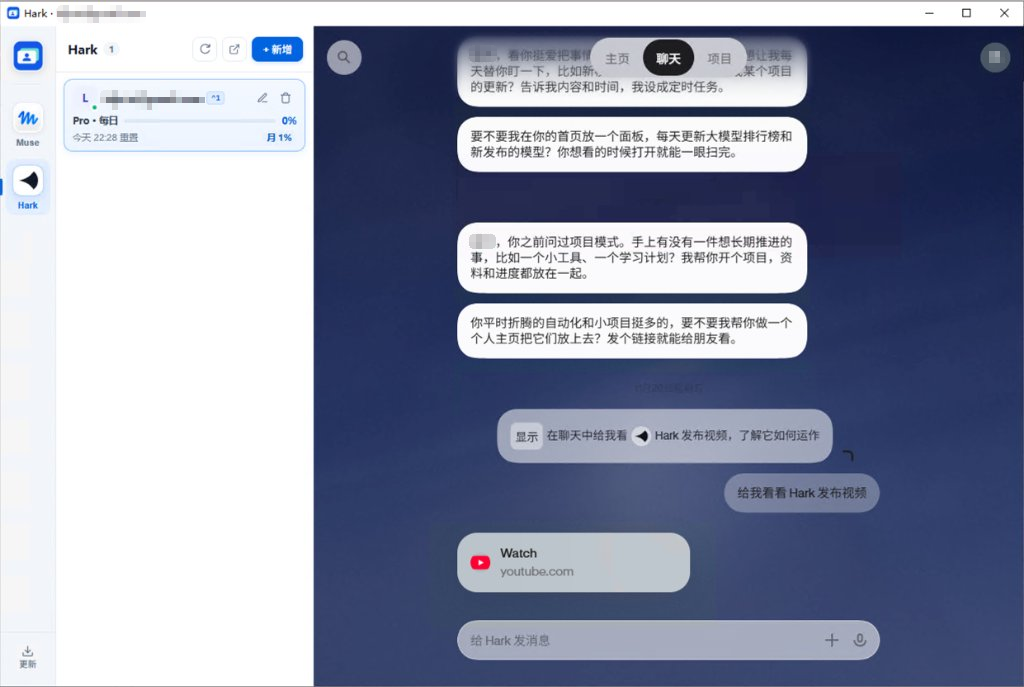 Hark ·
Hark 1
+ 新增
L ^1
Pro · 每日 0%
今天 22:28 重置 月 1%
Muse
Hark
更新
主页 聊天 项目
，看你挺爱把事情 想让我每
天替你盯一下，比如新 某个项目
的更新？告诉我内容和时间，我设成定时任务。
要不要我在你的首页放一个面板，每天更新大模型排行榜和
新发布的模型？你想看的时候打开就能一眼扫完。
，你之前问过项目模式。手上有没有一件想长期推进的
事，比如一个小工具、一个学习计划？我帮你开个项目，资
料和进度都放在一起。
你平时折腾的自动化和小项目挺多的，要不要我帮你做一个
个人主页把它们放上去？发个链接就能给朋友看。
显示 在聊天中给我看 Hark 发布视频，了解它如何运作
给我看看 Hark 发布视频
Watch
youtube.com
给 Hark 发消息